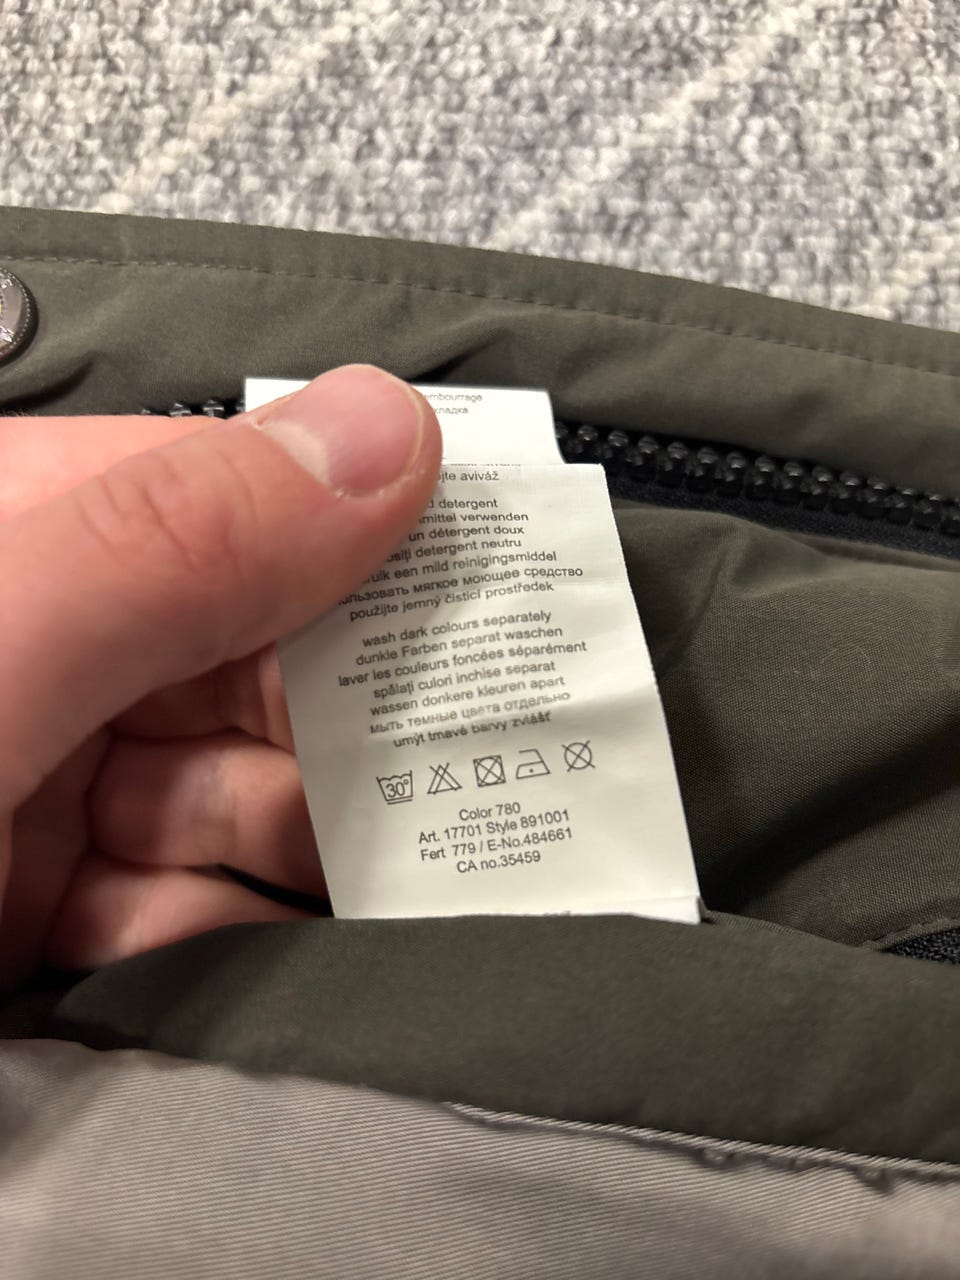 embourrage
кладка
jte aviváž
d detergent
mittel verwenden
un détergent doux
osiţi detergent neutru
uik een mild reinigingsmiddel
ользовать мягкое моющее средство
použijte jemný čisticí prostředek
wash dark colours separately
dunkle Farben separat waschen
laver les couleurs foncées séparément
spălaţi culori inchise separat
wassen donkere kleuren apart
мыть темные цвета отдельно
umýt tmavé barvy zvlášť
30°
Color 780
Art. 17701 Style 891001
Fert 779 / E-No.484661
CA no.35459